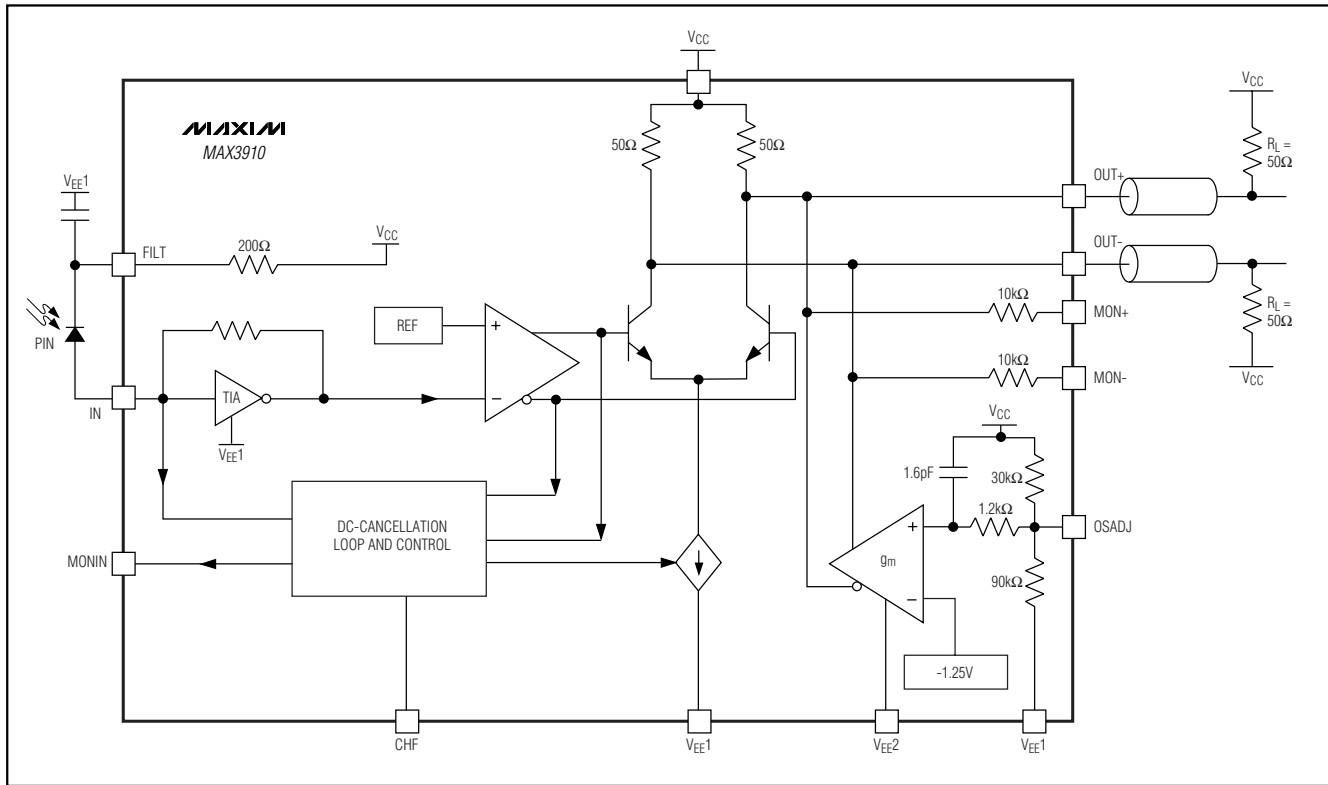 VCC
VCC
MAXIM
MAX3910
50Ω
50Ω
RL =
50Ω
VEE1
OUT+
FILT
200Ω
VCC
OUT-
10kΩ
MON+
REF
+
PIN
RL =
50Ω
10kΩ
MON-
TIA
−
IN
VCC
VEE1
VCC
1.6pF
30kΩ
DC-CANCELLATION
LOOP AND CONTROL
1.2kΩ
OSADJ
+
gm
MONIN
90kΩ
−
-1.25V
CHF
VEE1
VEE2
VEE1